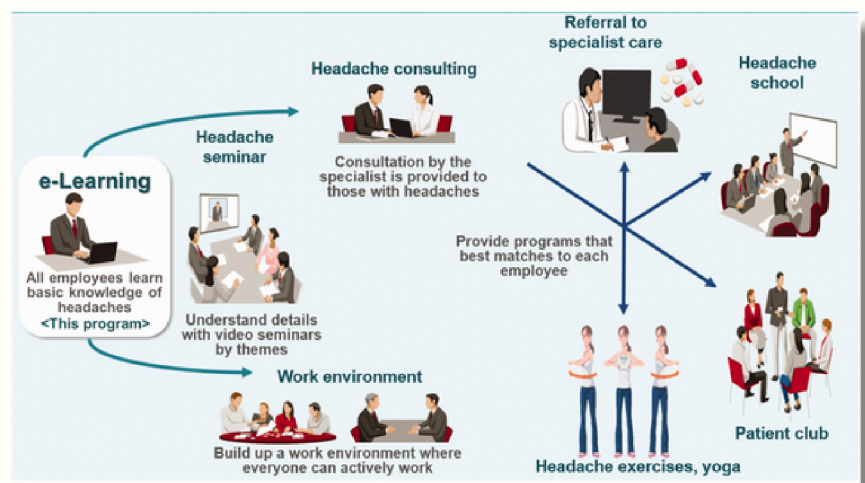 e-Learning
All employees learn
basic knowledge of
headaches
<This program>
Headache
seminar
Understand details
with video seminars
by themes
Headache consulting
Consultation by the
specialist is provided to
those with headaches
Work environment
Build up a work environment where
everyone can actively work
Provide programs that
best matches to each
employee
Referral to
specialist care
Headache
school
Headache exercises, yoga
Patient club